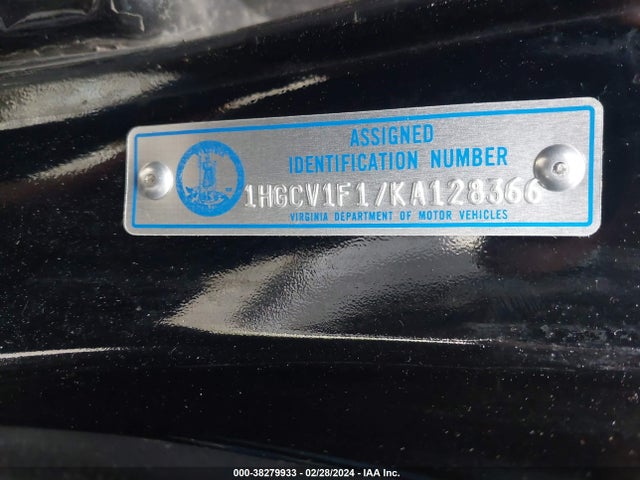 ASSIGNED
IDENTIFICATION NUMBER
1HGCV1F17KA128366
VIRGINIA DEPARTMENT OF MOTOR VEHICLES
000-38279933 - 02/28/2024 - IAA Inc.